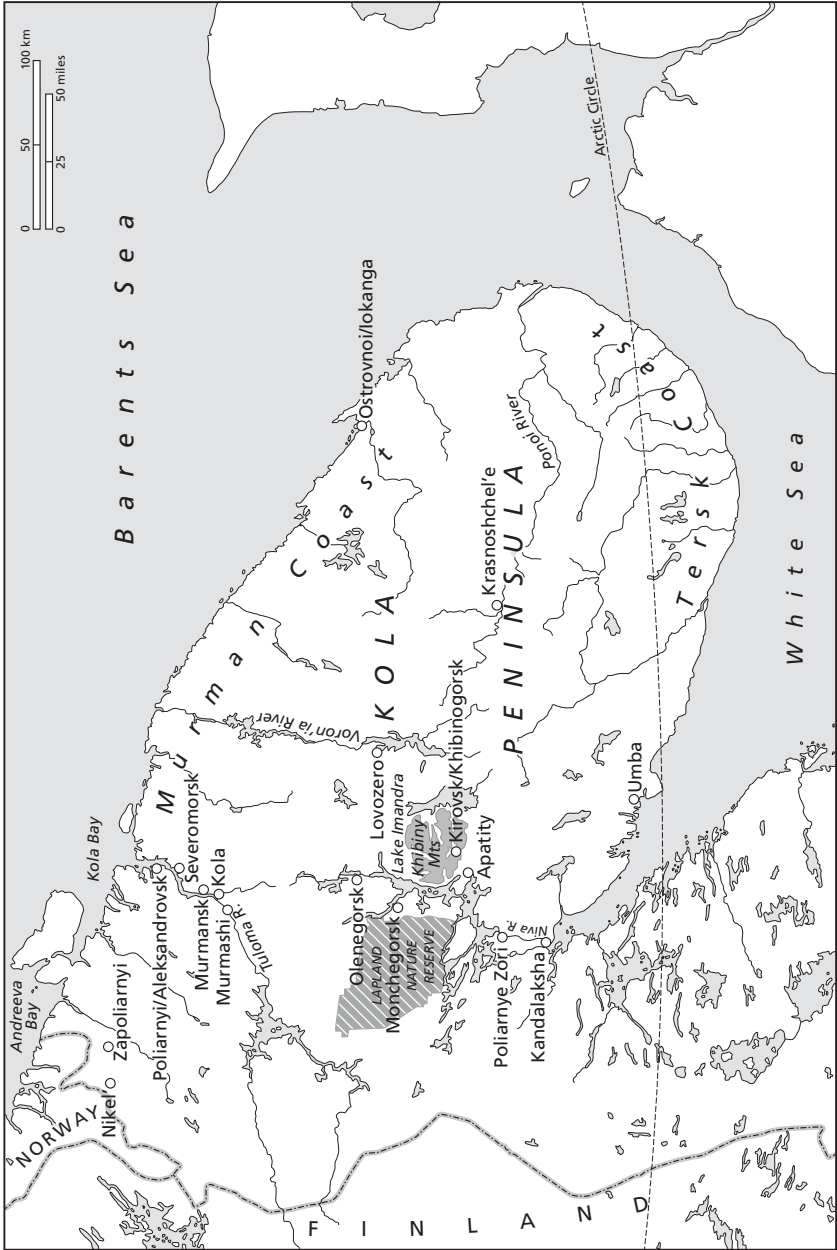 Barents Sea
100 km
50
0
50 miles
25
0
Arctic Circle
White Sea
Andreeva
Bay
Kola Bay
NORWAY
FINLAND
Nikel'
Zapoliarnyi
Poliarnyi/Aleksandrovsk
Severomorsk
Murmansk
Kola
Murmashi
Tuloma R.
Murman Coast
Voron'ia River
Ostrovnoi/Iokanga
KOLA
PENINSULA
Lovozero
Lake Imandra
Olenegorsk
LAPLAND
NATURE
RESERVE
Monchegorsk
Khibiny
Mts
Kirovsk/Khibinogorsk
Apatity
Krasnoshchel'e
Ponoi River
Poliarnye Zori
Niva R.
Kandalaksha
Umba
Tersk Coast